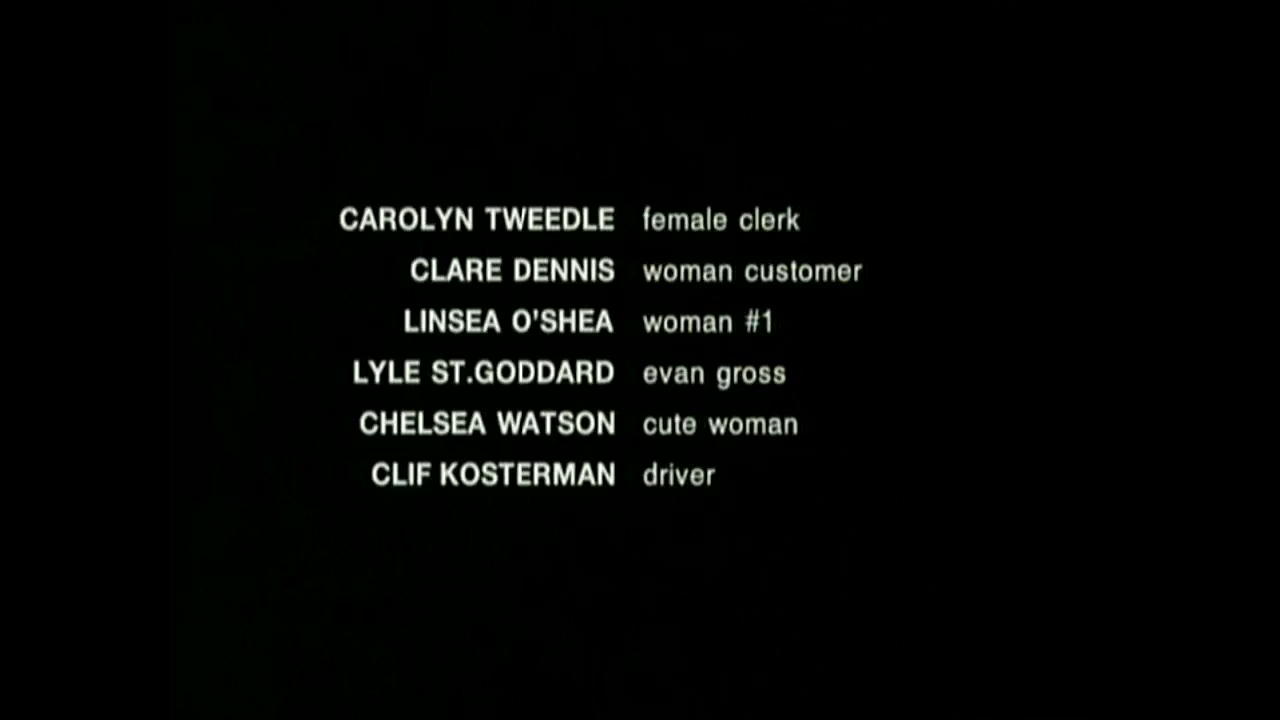 CAROLYN TWEEDLE female clerk
CLARE DENNIS woman customer
LINSEA O'SHEA woman #1
LYLE ST.GODDARD evan gross
CHELSEA WATSON cute woman
CLIF KOSTERMAN driver